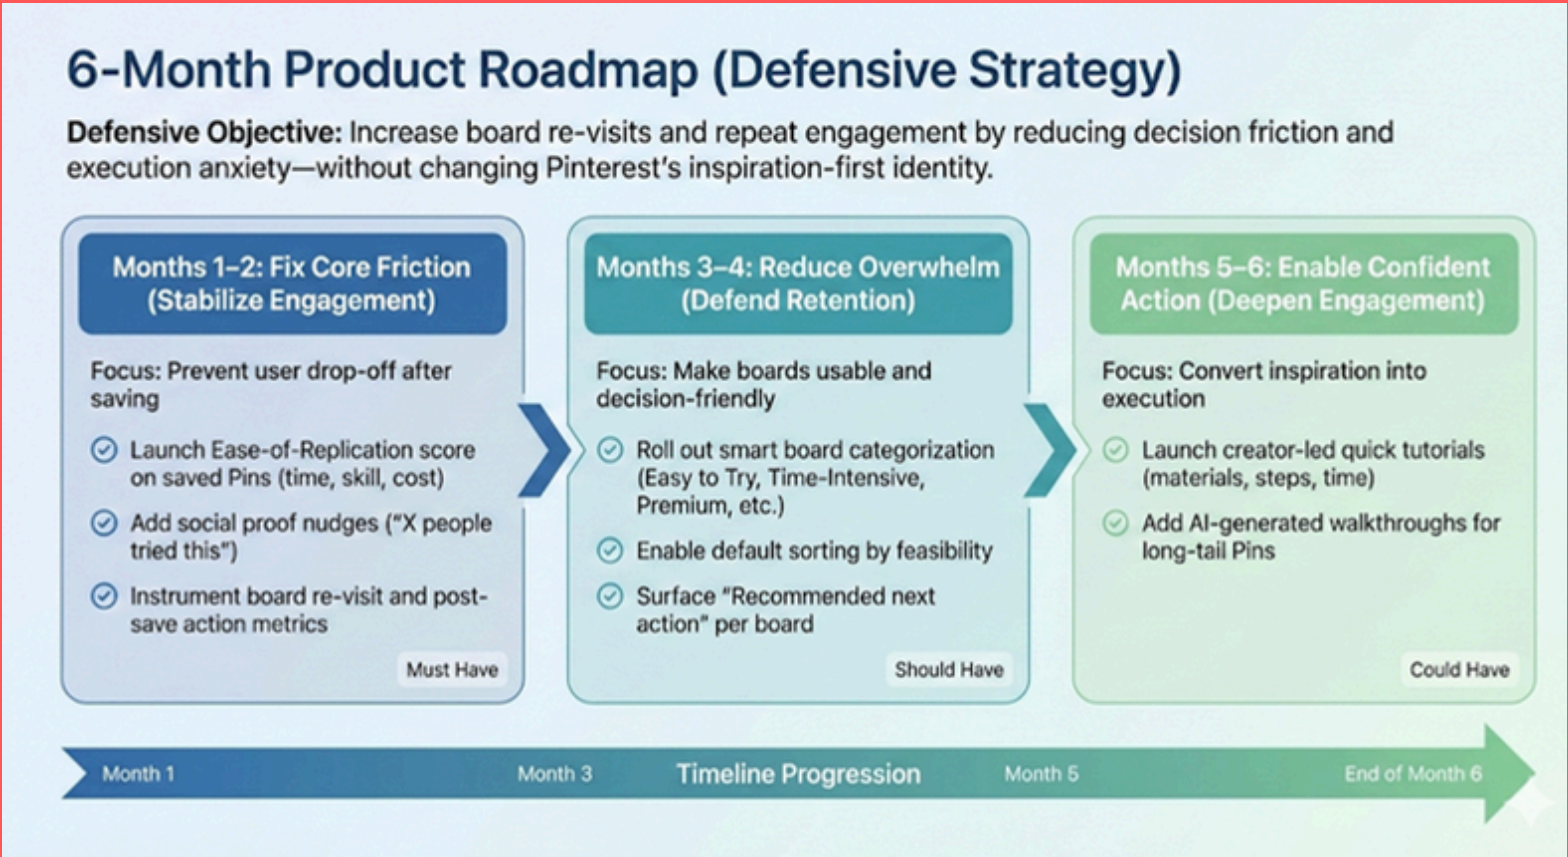 6-Month Product Roadmap (Defensive Strategy)
Defensive Objective: Increase board re-visits and repeat engagement by reducing decision friction and
execution anxiety—without changing Pinterest's inspiration-first identity.
Months 1–2: Fix Core Friction
(Stabilize Engagement)
Focus: Prevent user drop-off after
saving
Launch Ease-of-Replication score
on saved Pins (time, skill, cost)
Add social proof nudges ("X people
tried this")
Instrument board re-visit and post-
save action metrics
Must Have
Months 3–4: Reduce Overwhelm
(Defend Retention)
Focus: Make boards usable and
decision-friendly
Roll out smart board categorization
(Easy to Try, Time-Intensive,
Premium, etc.)
Enable default sorting by feasibility
Surface "Recommended next
action" per board
Should Have
Months 5–6: Enable Confident
Action (Deepen Engagement)
Focus: Convert inspiration into
execution
Launch creator-led quick tutorials
(materials, steps, time)
Add AI-generated walkthroughs for
long-tail Pins
Could Have
Month 1
Month 3
Timeline Progression
Month 5
End of Month 6